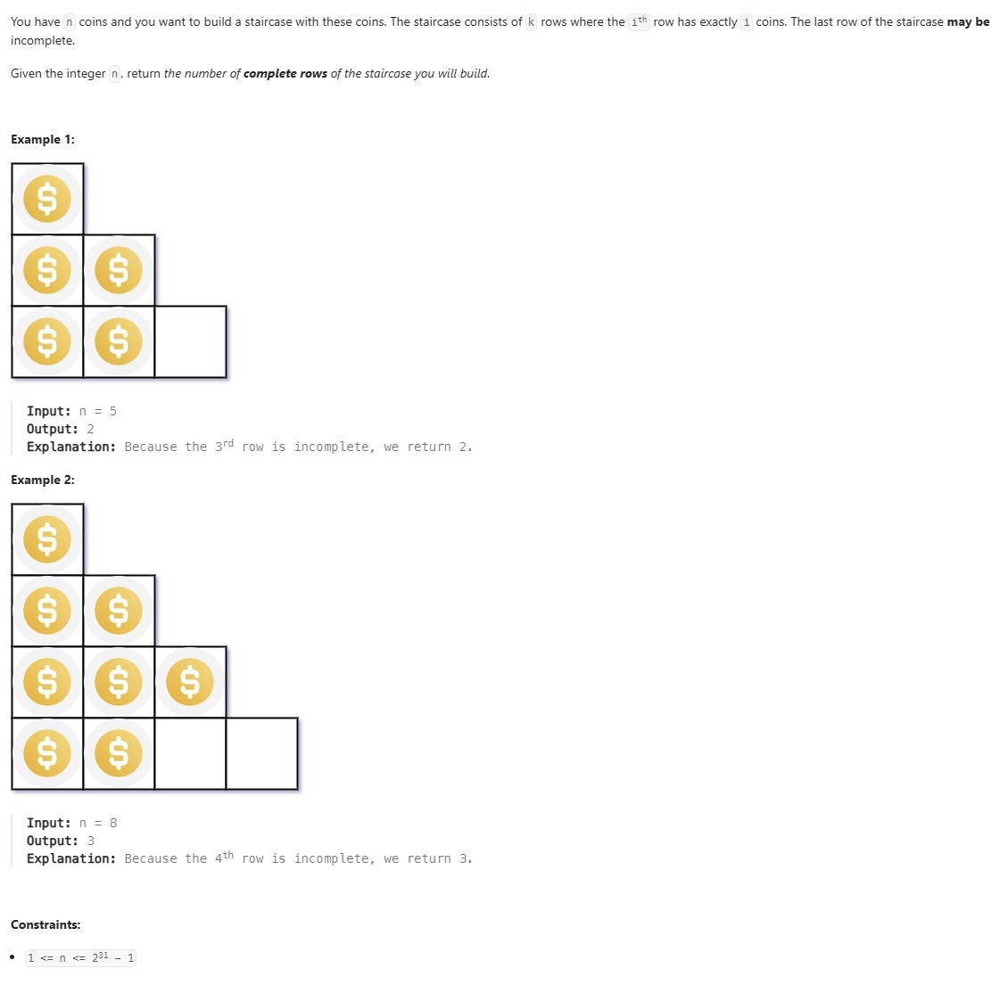 You have n coins and you want to build a staircase with these coins. The staircase consists of k rows where the iᵗʰ row has exactly i coins. The last row of the staircase may be
incomplete.
Given the integer n, return the number of complete rows of the staircase you will build.
Example 1:
$
$ $
$ $
Input: n = 5
Output: 2
Explanation: Because the 3ʳᵈ row is incomplete, we return 2.
Example 2:
$
$ $
$ $ $
$ $
Input: n = 8
Output: 3
Explanation: Because the 4ᵗʰ row is incomplete, we return 3.
Constraints:
• 1 <= n <= 2³¹ - 1